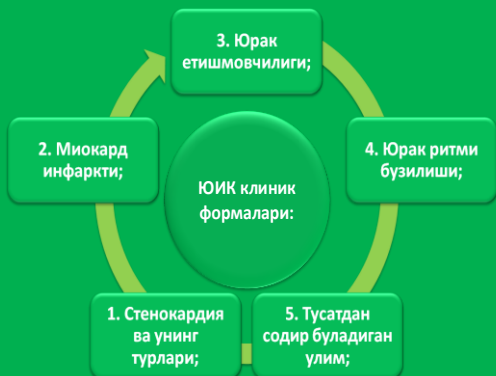 3. Юрак
етишмовчилиги;
2. Миокард
инфаркти;
4. Юрак ритми
бузилиши;
ЮИК клиник
формалари:
1. Стенокардия
ва унинг
турлари;
5. Тусатдан
содир буладиган
улим;